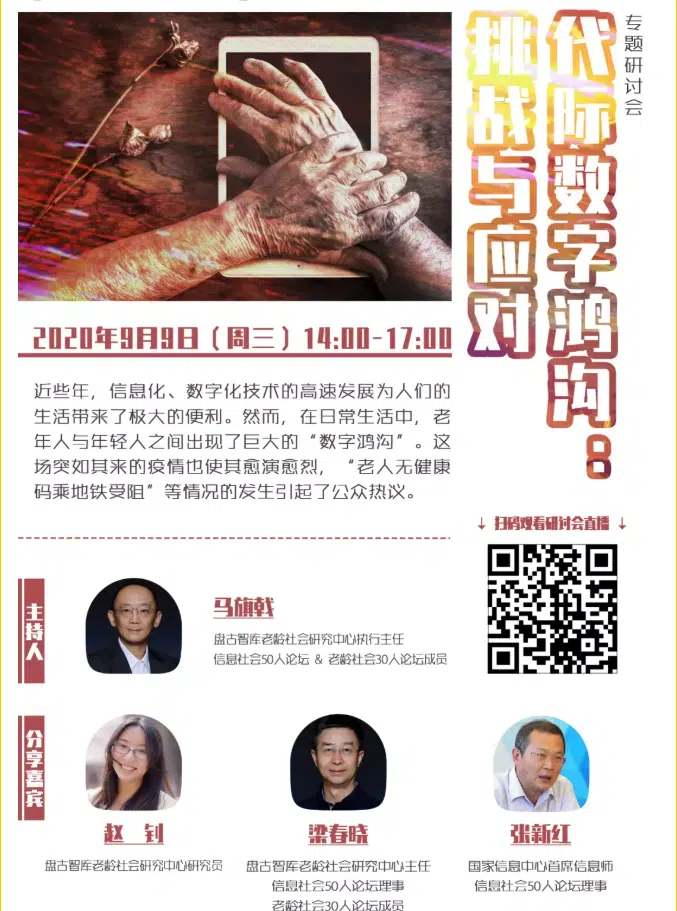 专题研讨会
代际数字鸿沟:
挑战与应对
2020年9月9日（周三）14:00-17:00
近些年，信息化、数字化技术的高速发展为人们的
生活带来了极大的便利。然而，在日常生活中，老
年人与年轻人之间出现了巨大的“数字鸿沟”。这
场突如其来的疫情也使其愈演愈烈，“老人无健康
码乘地铁受阻”等情况的发生引起了公众热议。
↓ 扫码观看研讨会直播 ↓
主持人
马旗戟
盘古智库老龄社会研究中心执行主任
信息社会50人论坛 & 老龄社会30人论坛成员
分享嘉宾
赵 钊
盘古智库老龄社会研究中心研究员
梁春晓
盘古智库老龄社会研究中心主任
信息社会50人论坛理事
老龄社会30人论坛成员
张新红
国家信息中心首席信息师
信息社会50人论坛理事